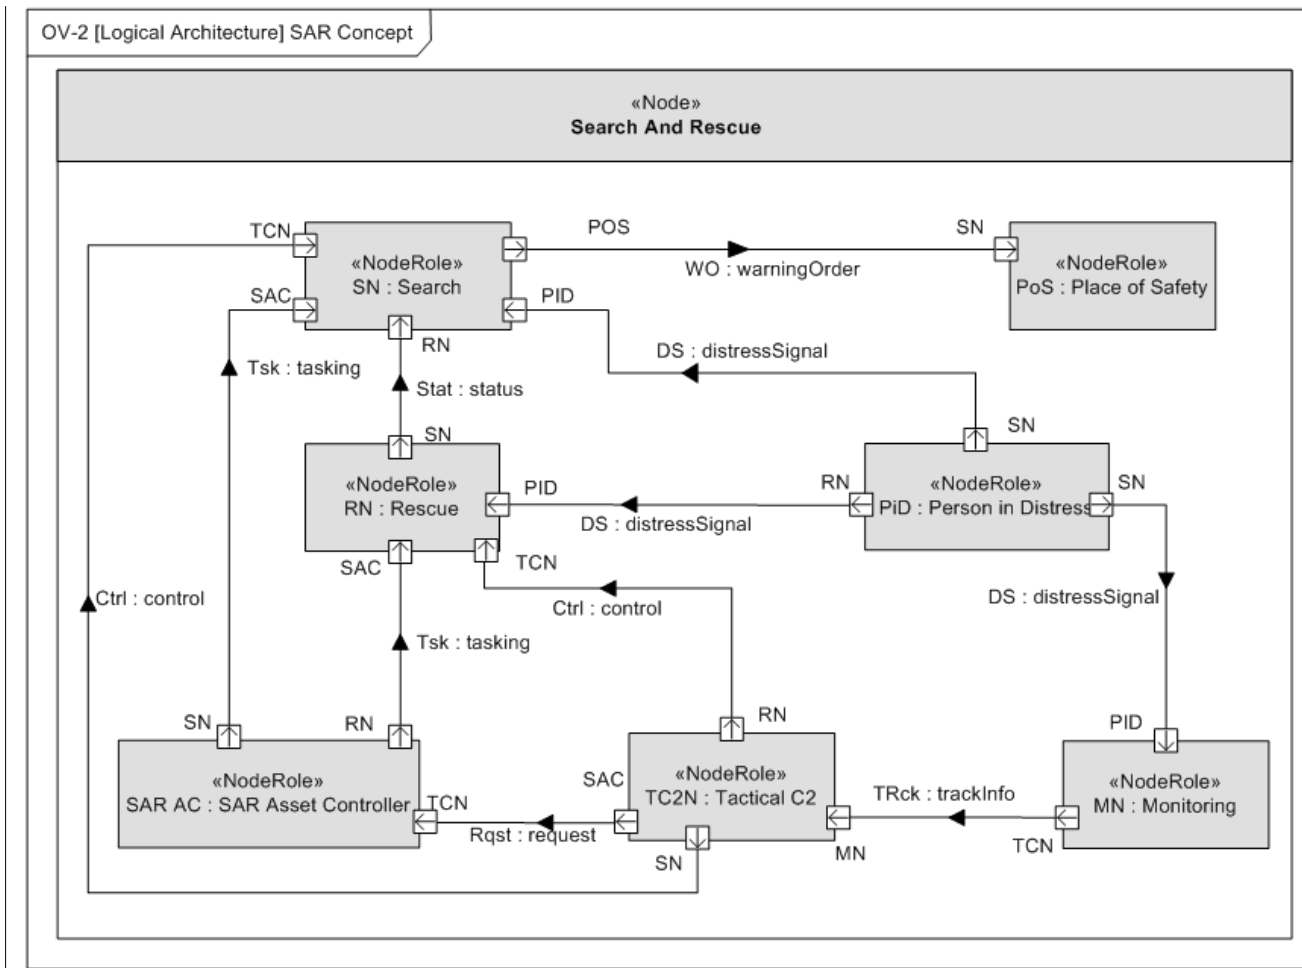 OV-2 [Logical Architecture] SAR Concept
«Node»
Search And Rescue
TCN
POS
SN
«NodeRole»
SN : Search
WO : warningOrder
«NodeRole»
PoS : Place of Safety
SAC
PID
RN
DS : distressSignal
Tsk : tasking
Stat : status
SN
SN
«NodeRole»
RN : Rescue
PID
RN
«NodeRole»
PiD : Person in Distress
SN
DS : distressSignal
SAC
TCN
Ctrl : control
Ctrl : control
DS : distressSignal
Tsk : tasking
SN
RN
RN
PID
«NodeRole»
SAR AC : SAR Asset Controller
TCN
SAC
«NodeRole»
TC2N : Tactical C2
TRck : trackInfo
«NodeRole»
MN : Monitoring
Rqst : request
SN
MN
TCN